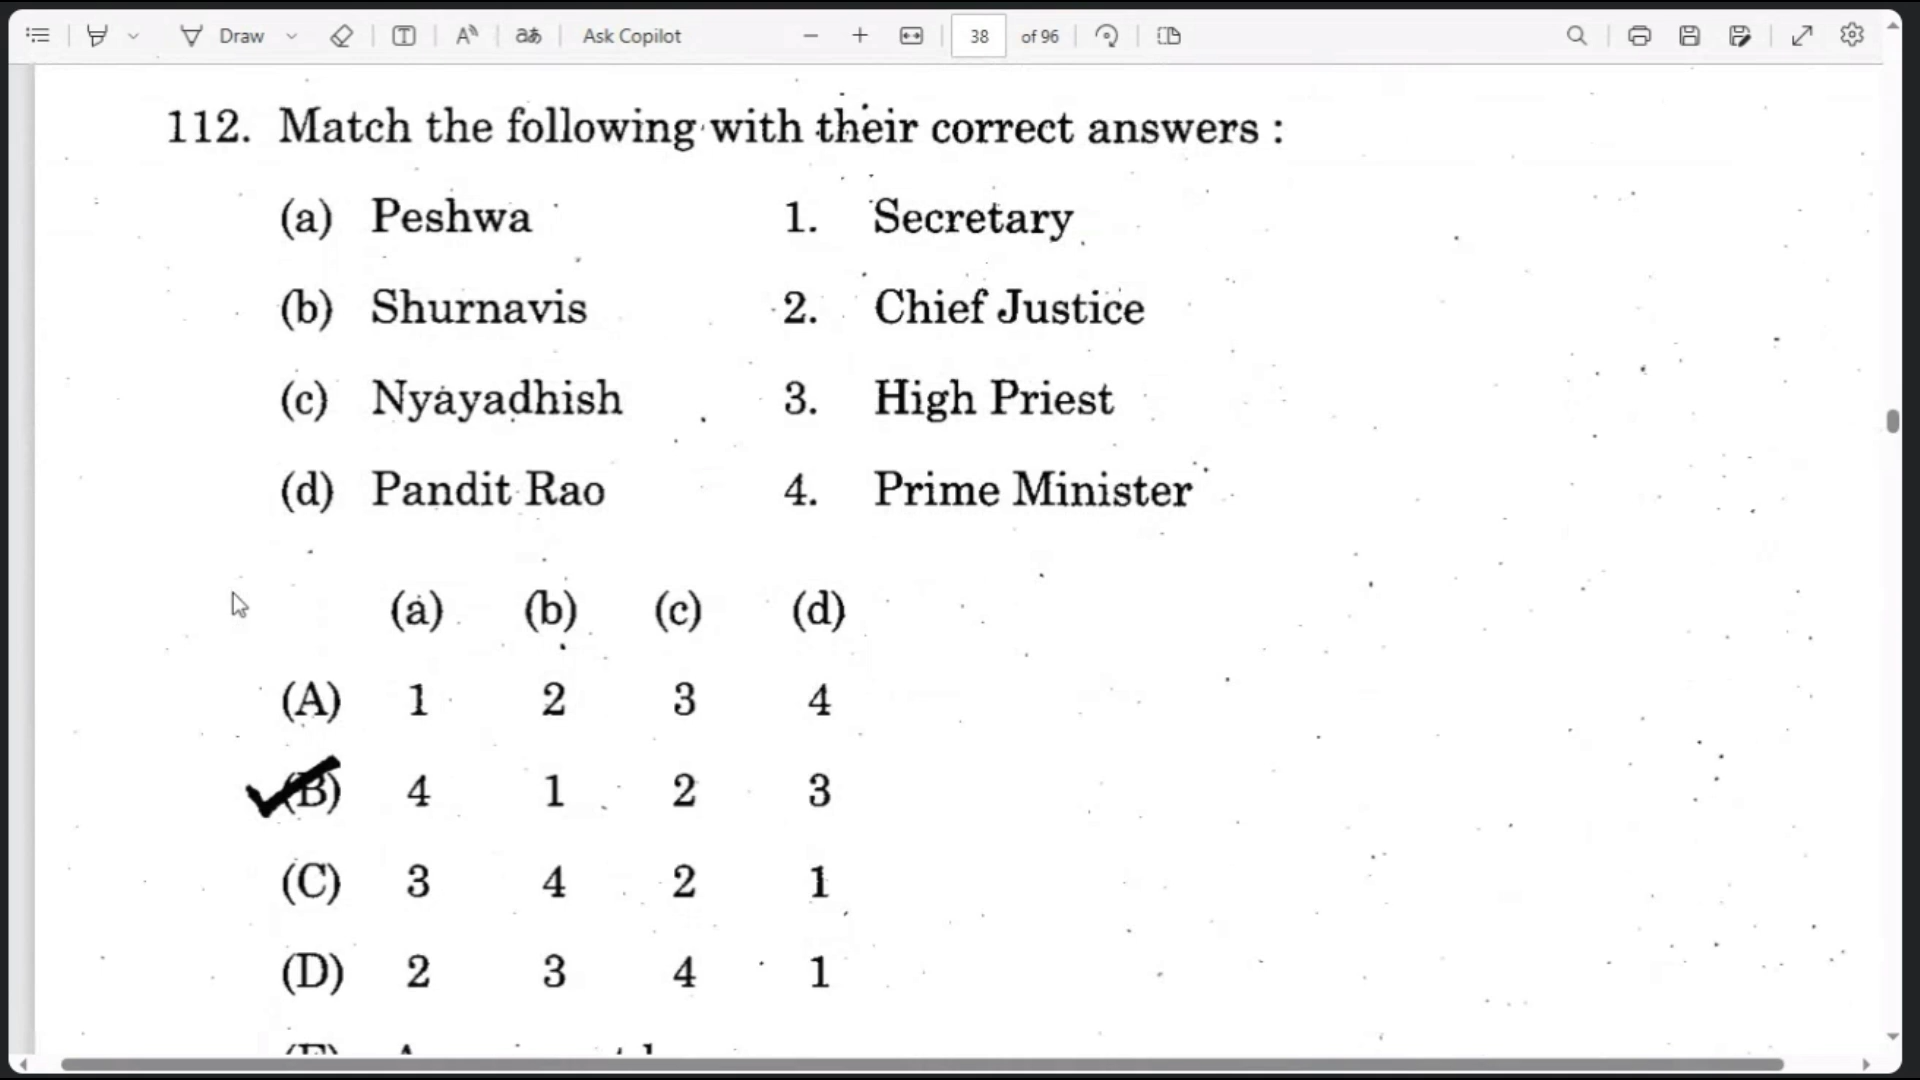 Draw
Ask Copilot
38 of 96
112. Match the following with their correct answers :
(a) Peshwa 1. Secretary
(b) Shurnavis 2. Chief Justice
(c) Nyayadhish 3. High Priest
(d) Pandit Rao 4. Prime Minister
(a) (b) (c) (d)
(A) 1 2 3 4
(B) 4 1 2 3
(C) 3 4 2 1
(D) 2 3 4 1